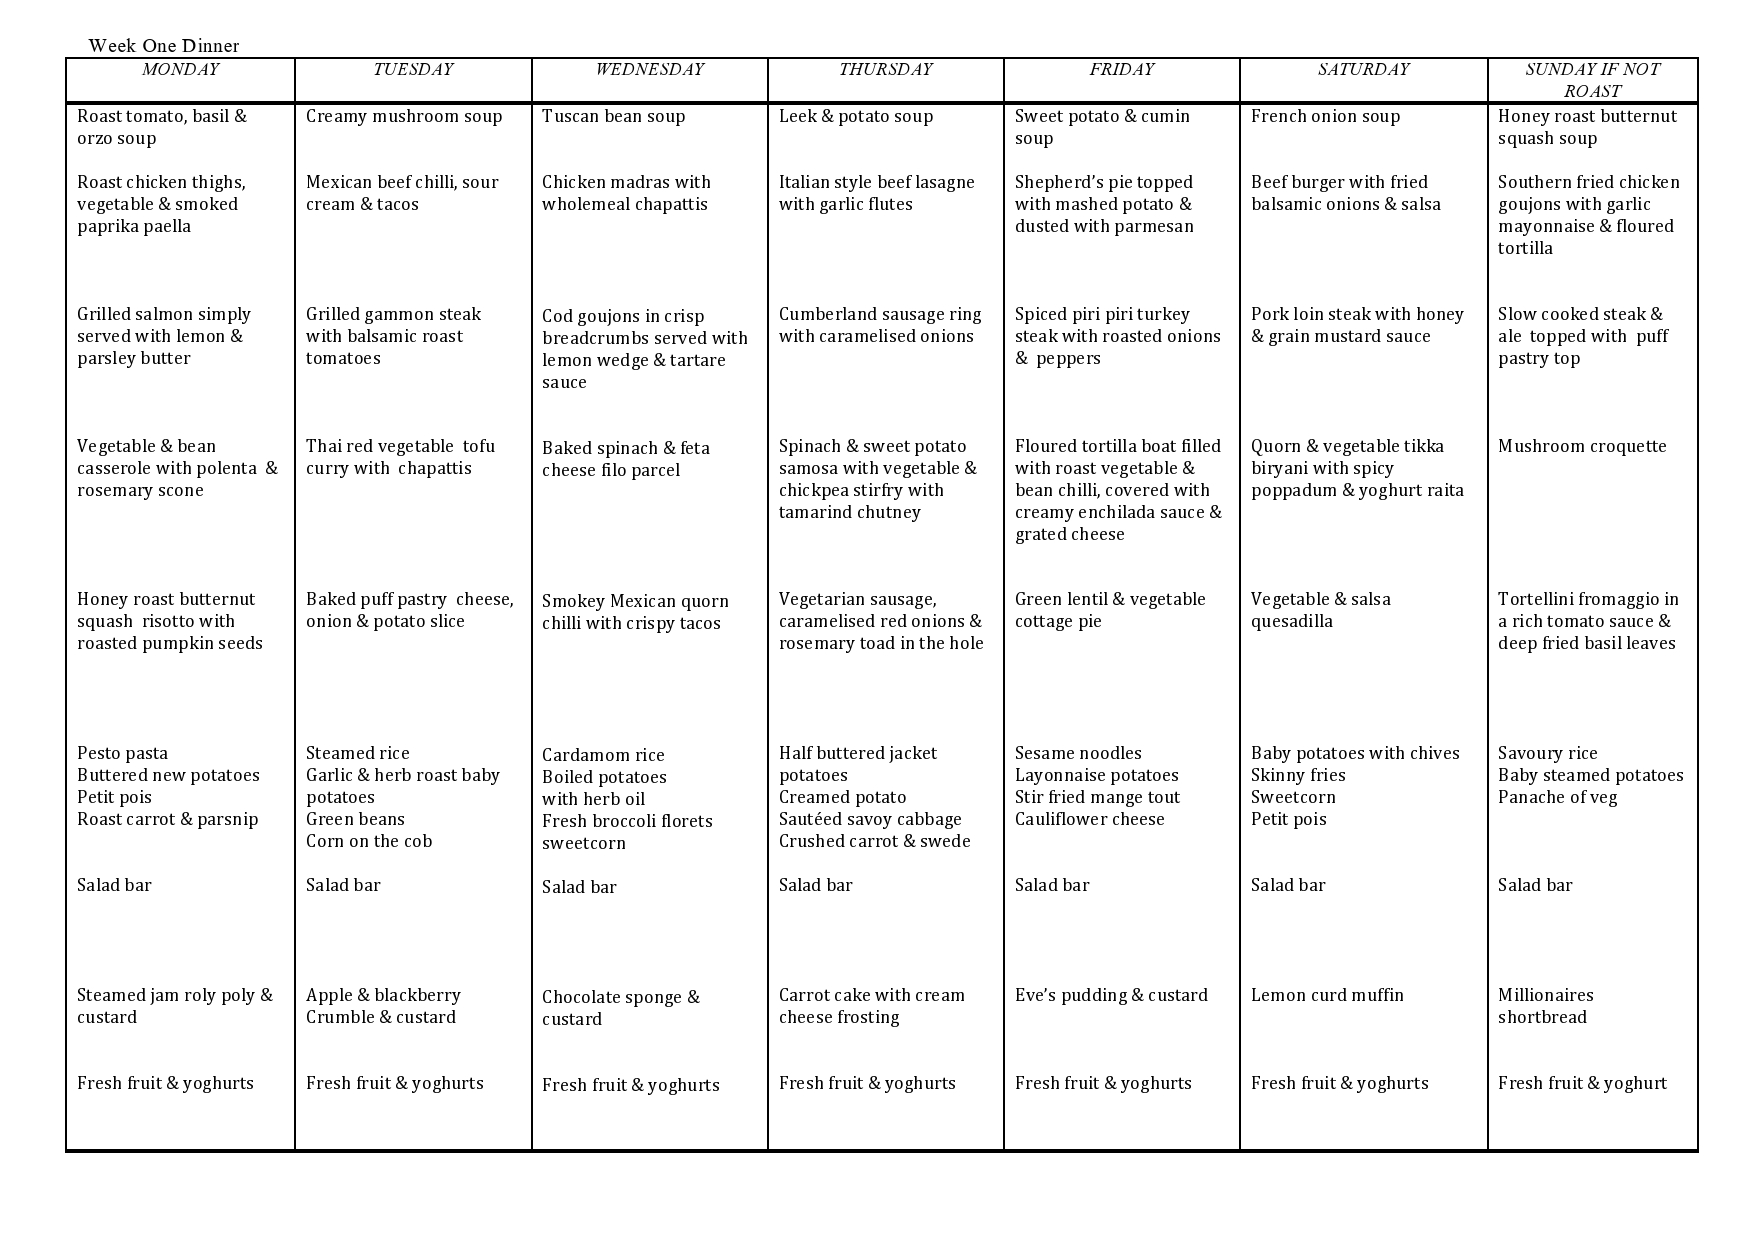 Week One Dinner
MONDAY
TUESDAY
WEDNESDAY
THURSDAY
FRIDAY
SATURDAY
SUNDAY IF NOT
ROAST
Roast tomato, basil &
orzo soup
Roast chicken thighs,
vegetable & smoked
paprika paella
Grilled salmon simply
served with lemon &
parsley butter
Vegetable & bean
casserole with polenta &
rosemary scone
Honey roast butternut
squash risotto with
roasted pumpkin seeds
Pesto pasta
Buttered new potatoes
Petit pois
Roast carrot & parsnip
Salad bar
Steamed jam roly poly &
custard
Fresh fruit & yoghurts
Creamy mushroom soup
Mexican beef chilli, sour
cream & tacos
Grilled gammon steak
with balsamic roast
tomatoes
Thai red vegetable tofu
curry with chapattis
Baked puff pastry cheese,
onion & potato slice
Steamed rice
Garlic & herb roast baby
potatoes
Green beans
Corn on the cob
Salad bar
Apple & blackberry
Crumble & custard
Fresh fruit & yoghurts
Tuscan bean soup
Chicken madras with
wholemeal chapattis
Cod goujons in crisp
breadcrumbs served with
lemon wedge & tartare
sauce
Baked spinach & feta
cheese filo parcel
Smokey Mexican quorn
chilli with crispy tacos
Cardamom rice
Boiled potatoes
with herb oil
Fresh broccoli florets
sweetcorn
Salad bar
Chocolate sponge &
custard
Fresh fruit & yoghurts
Leek & potato soup
Italian style beef lasagne
with garlic flutes
Cumberland sausage ring
with caramelised onions
Spinach & sweet potato
samosa with vegetable &
chickpea stirfry with
tamarind chutney
Vegetarian sausage,
caramelised red onions &
rosemary toad in the hole
Half buttered jacket
potatoes
Creamed potato
Sautéed savoy cabbage
Crushed carrot & swede
Salad bar
Carrot cake with cream
cheese frosting
Fresh fruit & yoghurts
Sweet potato & cumin
soup
Shepherd’s pie topped
with mashed potato &
dusted with parmesan
Spiced piri piri turkey
steak with roasted onions
& peppers
Floured tortilla boat filled
with roast vegetable &
bean chilli, covered with
creamy enchilada sauce &
grated cheese
Green lentil & vegetable
cottage pie
Sesame noodles
Layonnaise potatoes
Stir fried mange tout
Cauliflower cheese
Salad bar
Eve’s pudding & custard
Fresh fruit & yoghurts
French onion soup
Beef burger with fried
balsamic onions & salsa
Pork loin steak with honey
& grain mustard sauce
Quorn & vegetable tikka
biryani with spicy
poppadum & yoghurt raita
Vegetable & salsa
quesadilla
Baby potatoes with chives
Skinny fries
Sweetcorn
Petit pois
Salad bar
Lemon curd muffin
Fresh fruit & yoghurts
Honey roast butternut
squash soup
Southern fried chicken
goujons with garlic
mayonnaise & floured
tortilla
Slow cooked steak &
ale topped with puff
pastry top
Mushroom croquette
Tortellini fromaggio in
a rich tomato sauce &
deep fried basil leaves
Savoury rice
Baby steamed potatoes
Panache of veg
Salad bar
Millionaires
shortbread
Fresh fruit & yoghurt